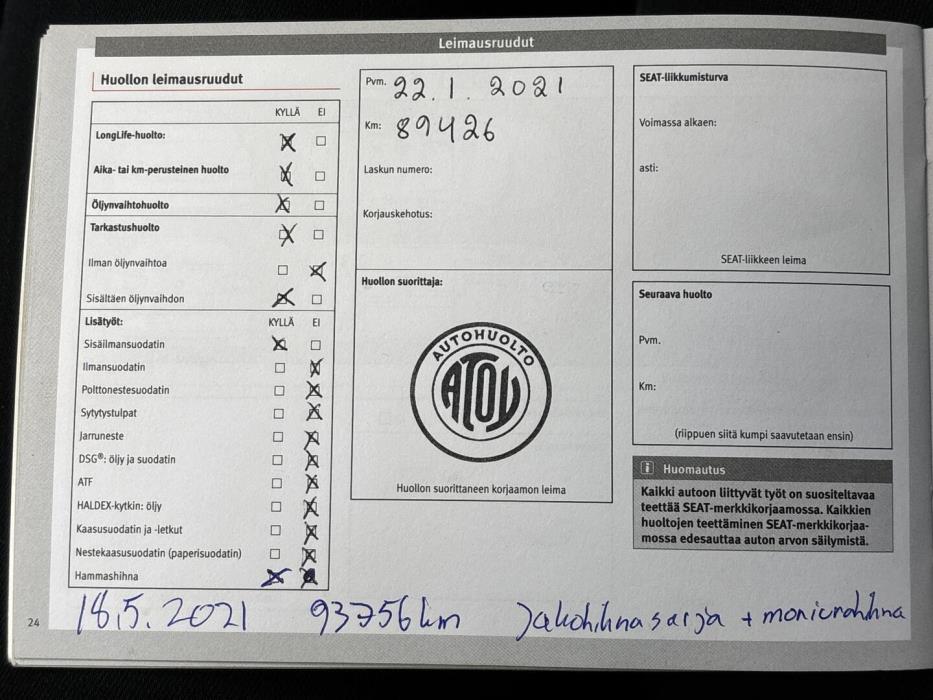 Leimausruudut
Huollon leimausruudut
KYLLÄ EI
LongLife-huolto:
Aika- tai km-perusteinen huolto
Öljynvaihtohuolto
Tarkastushuolto
Ilman öljynvaihtoa
Sisältäen öljynvaihdon
Lisätyöt: KYLLÄ EI
Sisäilmansuodatin
Ilmansuodatin
Polttonestesuodatin
Sytytystulpat
Jarruneste
DSG®: öljy ja suodatin
ATF
HALDEX-kytkin: öljy
Kaasusuodatin ja -letkut
Nestekaasusuodatin (paperisuodatin)
Hammashihna
Pvm. 22.1.2021
Km: 89426
Laskun numero:
Korjauskehotus:
Huollon suorittaja:
AUTOHUOLTO
ATOY
Huollon suorittaneen korjaamon leima
SEAT-liikkumisturva
Voimassa alkaen:
asti:
SEAT-liikkeen leima
Seuraava huolto
Pvm.
Km:
(riippuen siitä kumpi saavutetaan ensin)
i Huomautus
Kaikki autoon liittyvät työt on suositeltavaa
teettää SEAT-merkkikorjaamossa. Kaikkien
huoltojen teettäminen SEAT-merkkikorjaa-
mossa edesauttaa auton arvon säilymistä.
18.5.2021 93756km Jakohihnasarja + moniurahihna
24